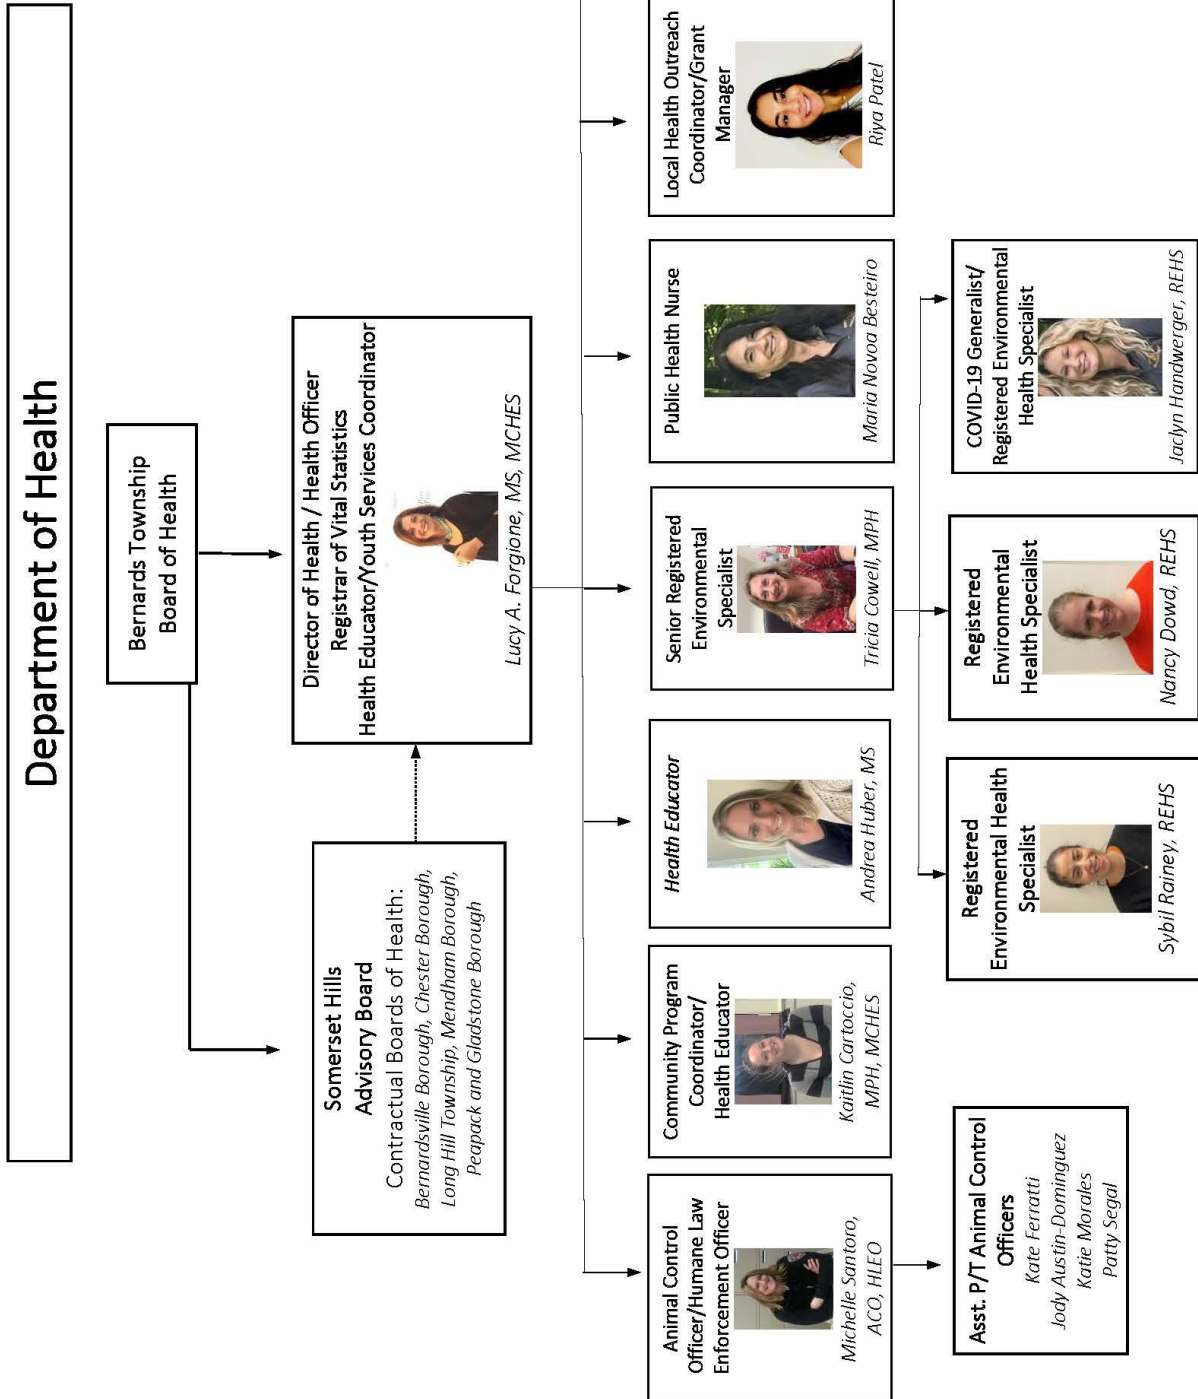 Department of Health
Bernards Township
Board of Health
Somerset Hills
Advisory Board
Contractual Boards of Health:
Bernardsville Borough, Chester Borough,
Long Hill Township, Mendham Borough,
Peapack and Gladstone Borough
Director of Health / Health Officer
Registrar of Vital Statistics
Health Educator/Youth Services Coordinator
Lucy A. Forgione, MS, MCHES
Animal Control
Officer/Humane Law
Enforcement Officer
Michelle Santoro,
ACO, HLEO
Community Program
Coordinator/
Health Educator
Kaitlin Cartoccio,
MPH, MCHES
Health Educator
Andrea Huber, MS
Senior Registered
Environmental
Specialist
Tricia Cowell, MPH
Public Health Nurse
Maria Novoa Besteiro
Local Health Outreach
Coordinator/Grant
Manager
Riya Patel
Asst. P/T Animal Control
Officers
Kate Ferratti
Jody Austin-Dominguez
Katie Morales
Patty Segal
Registered
Environmental Health
Specialist
Sybil Rainey, REHS
Registered
Environmental
Health Specialist
Nancy Dowd, REHS
COVID-19 Generalist/
Registered Environmental
Health Specialist
Jaclyn Handwerger, REHS